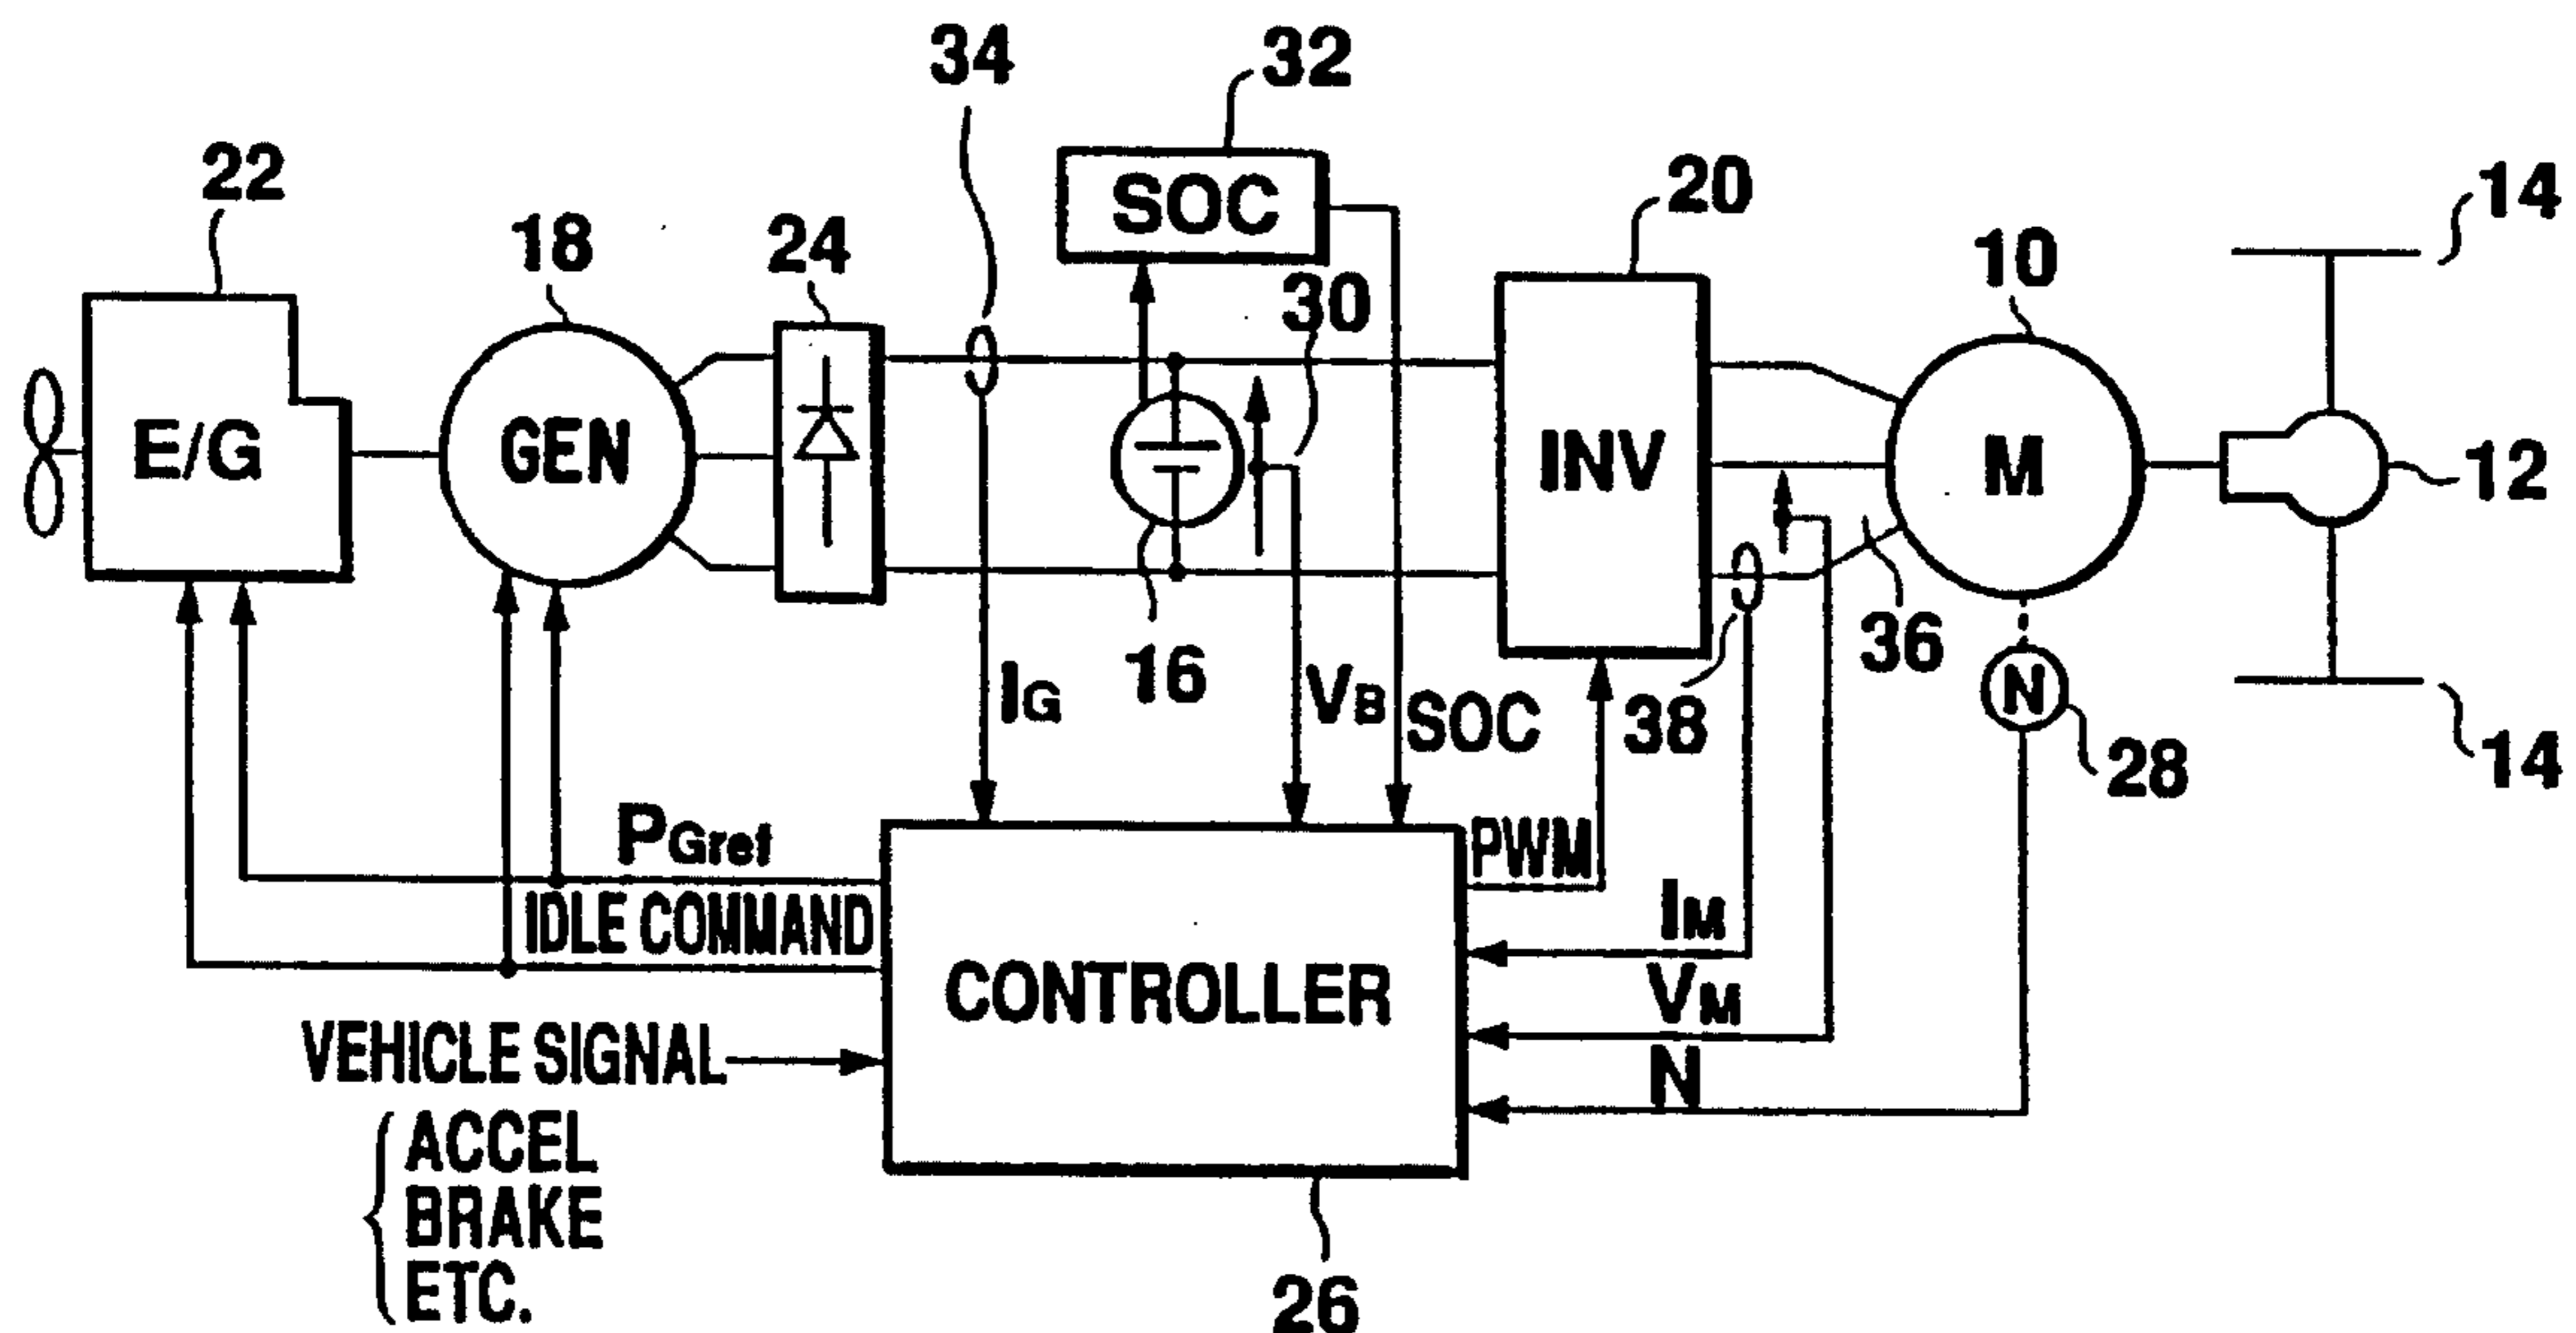 34
32
22
18
24
SOC
20
14
10
30
E/G
GEN
INV
M
12
16
36
38
N
28
14
IG
VB
SOC
PGref
PWM
IDLE COMMAND
IM
CONTROLLER
VM
VEHICLE SIGNAL
N
ACCEL
BRAKE
ETC.
26